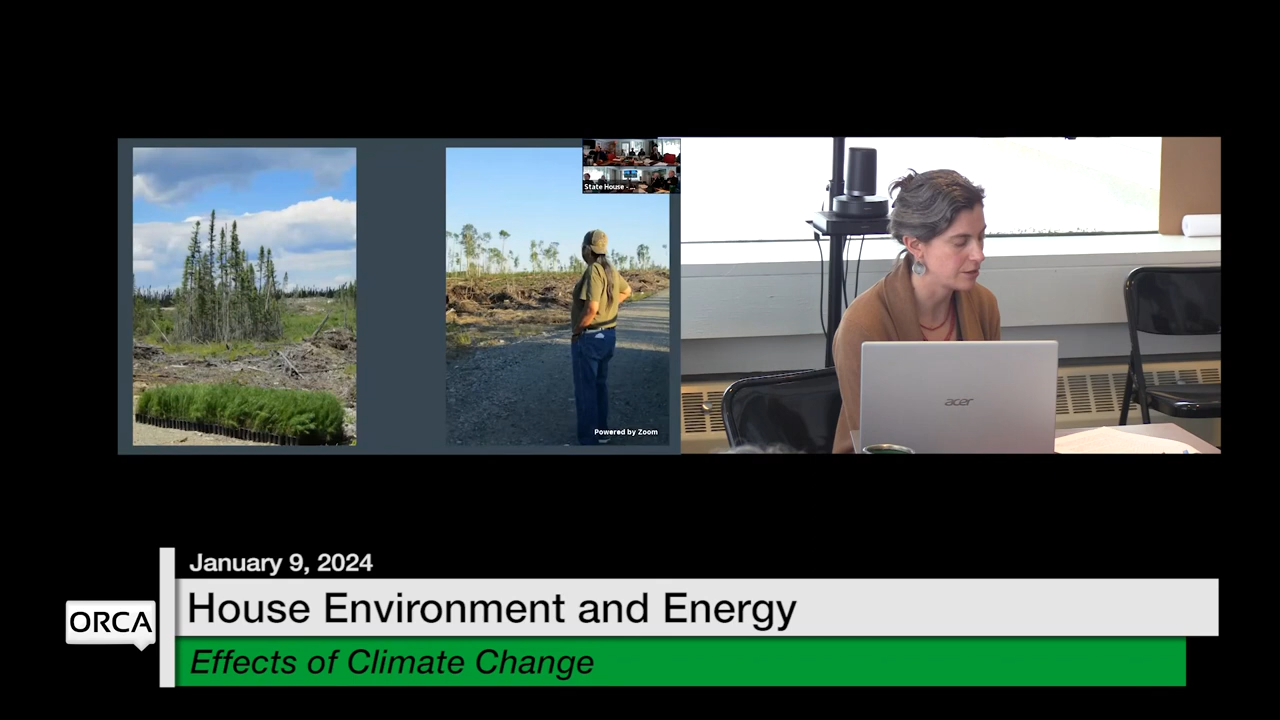 State House - ...
Powered by Zoom
acer
January 9, 2024
House Environment and Energy
ORCA
Effects of Climate Change